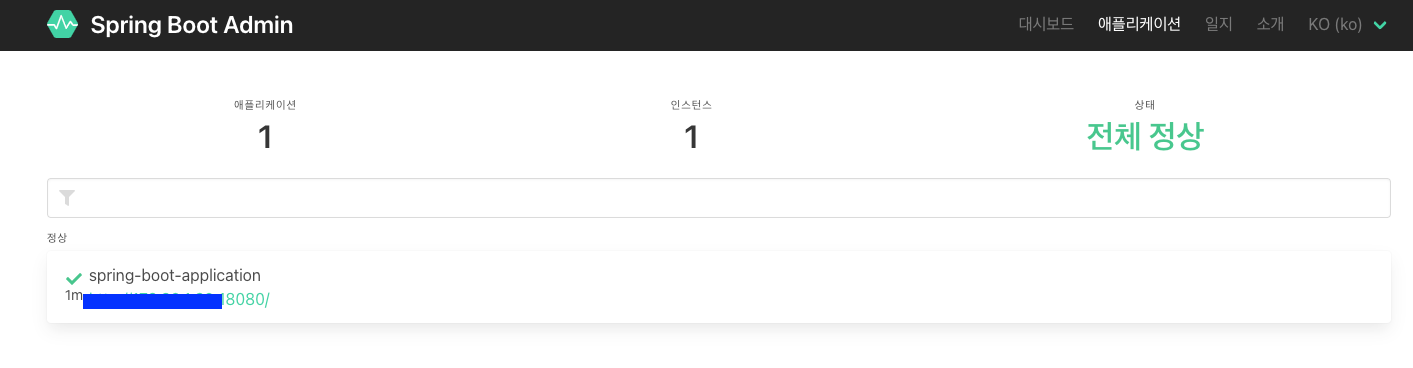 Spring Boot Admin
대시보드 애플리케이션 일지 소개 KO (ko)
애플리케이션 인스턴스 상태
1 1 전체 정상
정상
spring-boot-application
1m 8080/